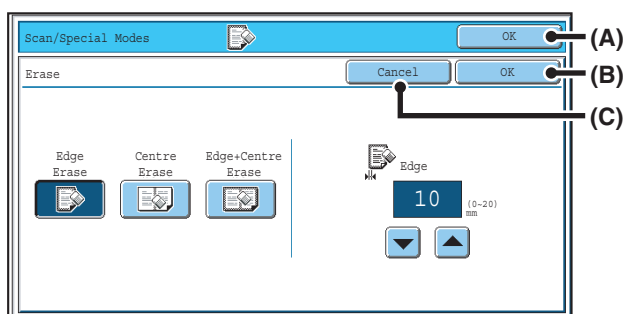 Scan/Special Modes
OK
(A)
Erase
Cancel
OK
(B)
(C)
Edge
Erase
Centre
Erase
Edge+Centre
Erase
Edge
10
(0~20)
mm